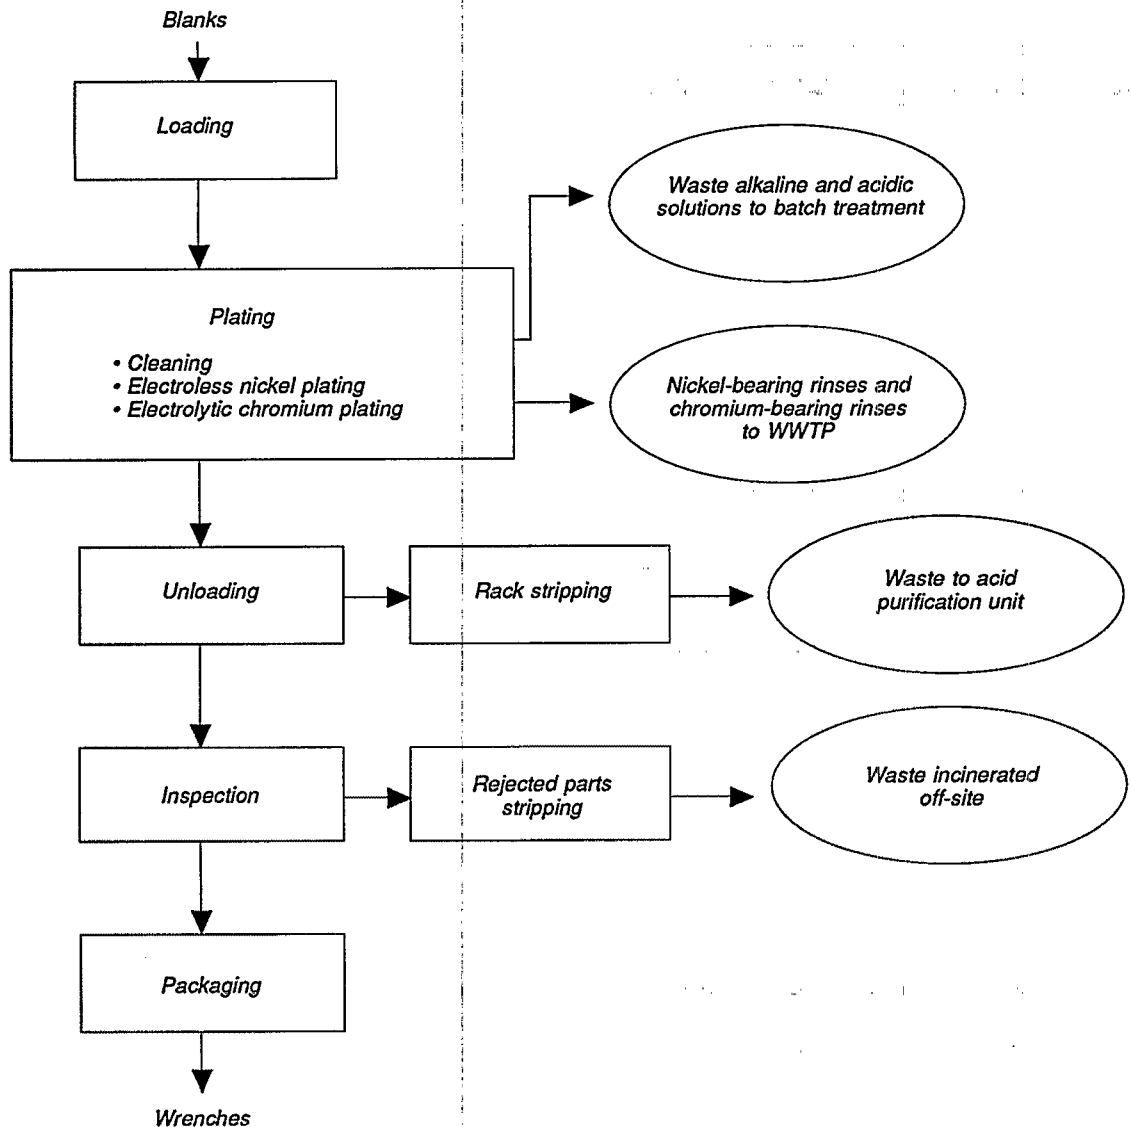 Blanks
Loading
Waste alkaline and acidic
solutions to batch treatment
Plating
• Cleaning
• Electroless nickel plating
• Electrolytic chromium plating
Nickel-bearing rinses and
chromium-bearing rinses
to WWTP
Unloading
Rack stripping
Waste to acid
purification unit
Inspection
Rejected parts
stripping
Waste incinerated
off-site
Packaging
Wrenches